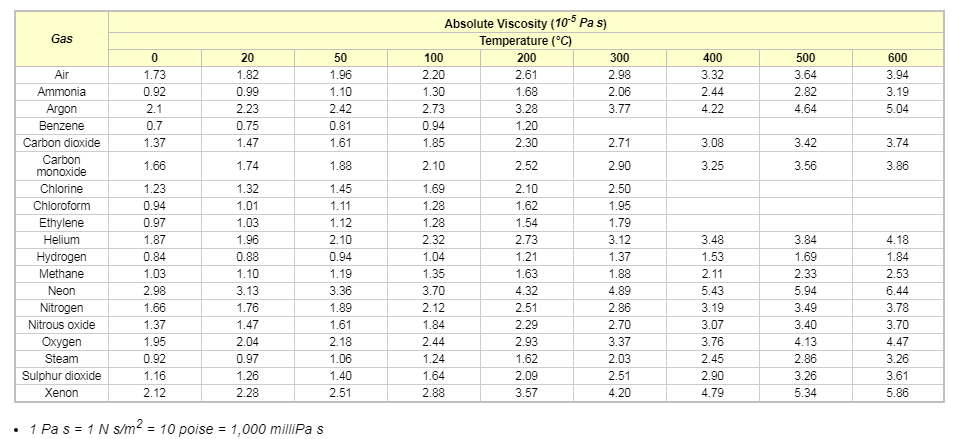 Gas Absolute Viscosity (10⁻⁵ Pa s)
Temperature (°C)
0 20 50 100 200 300 400 500 600
Air 1.73 1.82 1.96 2.20 2.61 2.98 3.32 3.64 3.94
Ammonia 0.92 0.99 1.10 1.30 1.68 2.06 2.44 2.82 3.19
Argon 2.1 2.23 2.42 2.73 3.28 3.77 4.22 4.64 5.04
Benzene 0.7 0.75 0.81 0.94 1.20
Carbon dioxide 1.37 1.47 1.61 1.85 2.30 2.71 3.08 3.42 3.74
Carbon
monoxide 1.66 1.74 1.88 2.10 2.52 2.90 3.25 3.56 3.86
Chlorine 1.23 1.32 1.45 1.69 2.10 2.50
Chloroform 0.94 1.01 1.11 1.28 1.62 1.95
Ethylene 0.97 1.03 1.12 1.28 1.54 1.79
Helium 1.87 1.96 2.10 2.32 2.73 3.12 3.48 3.84 4.18
Hydrogen 0.84 0.88 0.94 1.04 1.21 1.37 1.53 1.69 1.84
Methane 1.03 1.10 1.19 1.35 1.63 1.88 2.11 2.33 2.53
Neon 2.98 3.13 3.36 3.70 4.32 4.89 5.43 5.94 6.44
Nitrogen 1.66 1.76 1.89 2.12 2.51 2.86 3.19 3.49 3.78
Nitrous oxide 1.37 1.47 1.61 1.84 2.29 2.70 3.07 3.40 3.70
Oxygen 1.95 2.04 2.18 2.44 2.93 3.37 3.76 4.13 4.47
Steam 0.92 0.97 1.06 1.24 1.62 2.03 2.45 2.86 3.26
Sulphur dioxide 1.16 1.26 1.40 1.64 2.09 2.51 2.90 3.26 3.61
Xenon 2.12 2.28 2.51 2.88 3.57 4.20 4.79 5.34 5.86
• 1 Pa s = 1 N s/m² = 10 poise = 1,000 milliPa s